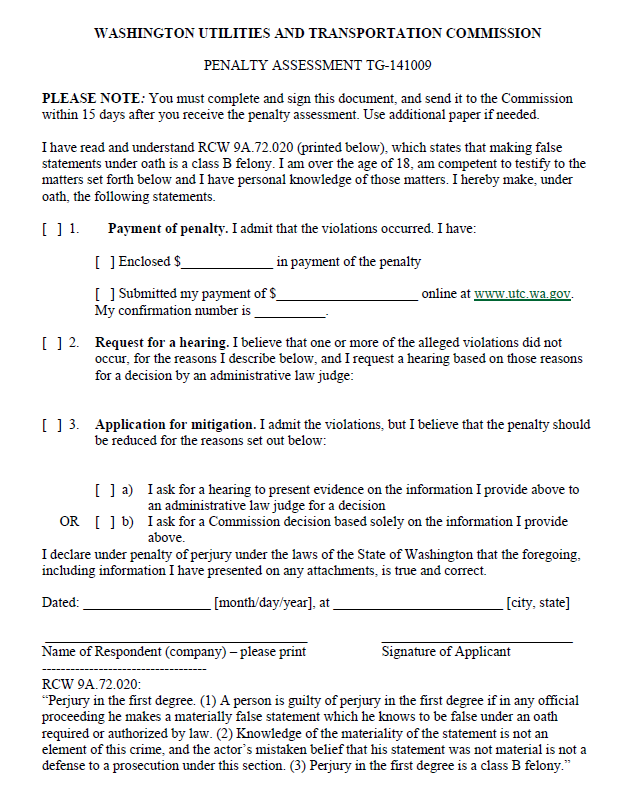 WASHINGTON UTILITIES AND TRANSPORTATION COMMISSION
PENALTY ASSESSMENT TG-141009
PLEASE NOTE: You must complete and sign this document, and send it to the Commission
within 15 days after you receive the penalty assessment. Use additional paper if needed.
I have read and understand RCW 9A.72.020 (printed below), which states that making false
statements under oath is a class B felony. I am over the age of 18, am competent to testify to the
matters set forth below and I have personal knowledge of those matters. I hereby make, under
oath, the following statements.
[ ] 1. Payment of penalty. I admit that the violations occurred. I have:
[ ] Enclosed $______________ in payment of the penalty
[ ] Submitted my payment of $_____________________ online at www.utc.wa.gov.
My confirmation number is ___________.
[ ] 2. Request for a hearing. I believe that one or more of the alleged violations did not
occur, for the reasons I describe below, and I request a hearing based on those reasons
for a decision by an administrative law judge:
[ ] 3. Application for mitigation. I admit the violations, but I believe that the penalty should
be reduced for the reasons set out below:
[ ] a) I ask for a hearing to present evidence on the information I provide above to
an administrative law judge for a decision
OR [ ] b) I ask for a Commission decision based solely on the information I provide
above.
I declare under penalty of perjury under the laws of the State of Washington that the foregoing,
including information I have presented on any attachments, is true and correct.
Dated: ___________________ [month/day/year], at _________________________ [city, state]
_______________________________________ _____________________________
Name of Respondent (company) – please print Signature of Applicant
-----------------------------------
RCW 9A.72.020:
“Perjury in the first degree. (1) A person is guilty of perjury in the first degree if in any official
proceeding he makes a materially false statement which he knows to be false under an oath
required or authorized by law. (2) Knowledge of the materiality of the statement is not an
element of this crime, and the actor’s mistaken belief that his statement was not material is not a
defense to a prosecution under this section. (3) Perjury in the first degree is a class B felony.”